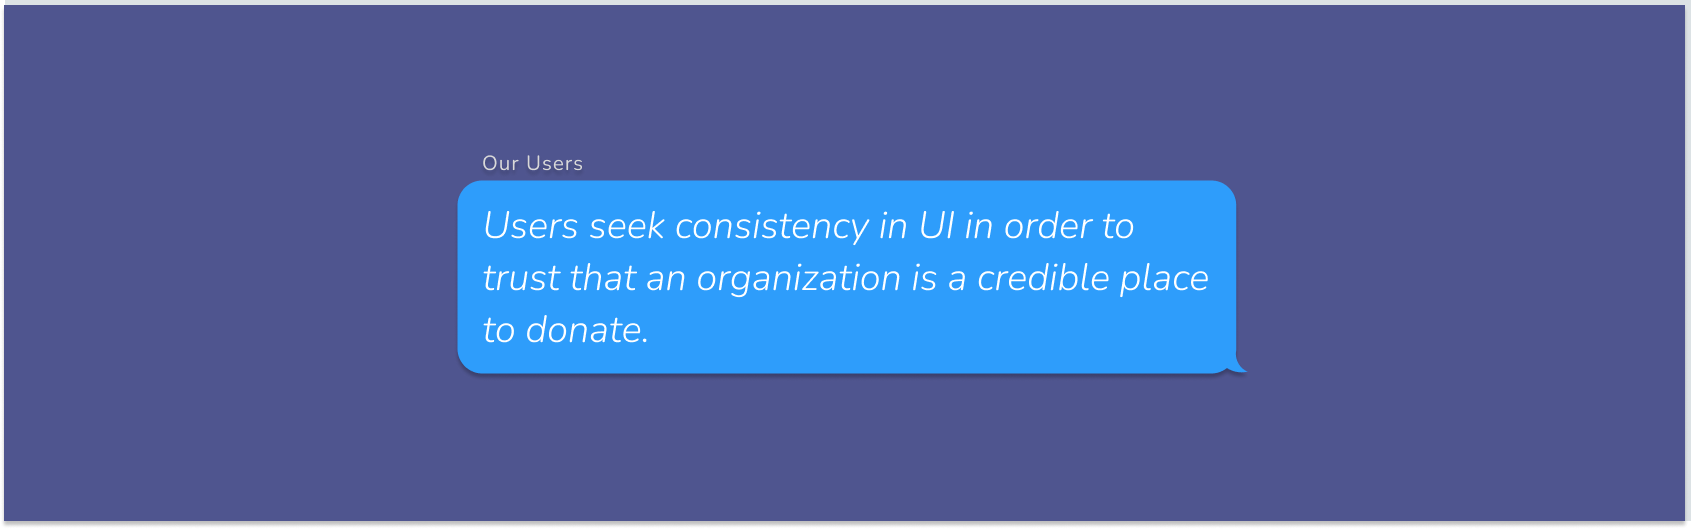 Our Users
Users seek consistency in UI in order to
trust that an organization is a credible place
to donate.